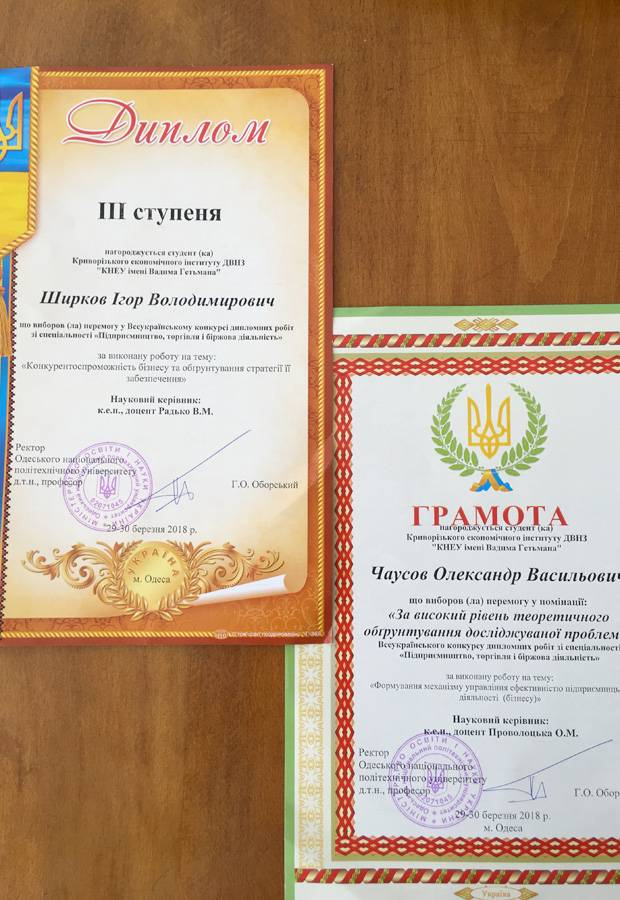 Диплом
III ступеня
нагороджується студент (ка)
Криворізького економічного інституту ДВНЗ
"КНЕУ імені Вадима Гетьмана"
Ширков Ігор Володимирович
що виборов (ла) перемогу у Всеукраїнському конкурсі дипломних робіт
зі спеціальності «Підприємництво, торгівля і біржова діяльність»
за виконану роботу на тему:
«Конкурентоспроможність бізнесу та обґрунтування стратегії її
забезпечення»
Науковий керівник:
к.е.н., доцент Радько В.М.
Ректор
Одеського національного
політехнічного університету
д.т.н., професор
Г.О. Оборський
29-30 березня 2018 р.
УКРАЇНА
м. Одеса
ГРАМОТА
нагороджується студент (ка)
Криворізького економічного інституту ДВНЗ
"КНЕУ імені Вадима Гетьмана"
Чаусов Олександр Васильович
що виборов (ла) перемогу у номінації:
«За високий рівень теоретичного
обґрунтування досліджуваної проблем
Всеукраїнського конкурсу дипломних робіт зі спеціальності
«Підприємництво, торгівля і біржова діяльність»
за виконану роботу на тему:
«Формування механізму управління ефективністю підприємниць
діяльності (бізнесу)»
Науковий керівник:
к.е.н., доцент Проволоцька О.М.
Ректор
Одеського національного
політехнічного університету
д.т.н., професор
Г.О. Обор
29-30 березня 2018 р.
м. Одеса
Україна